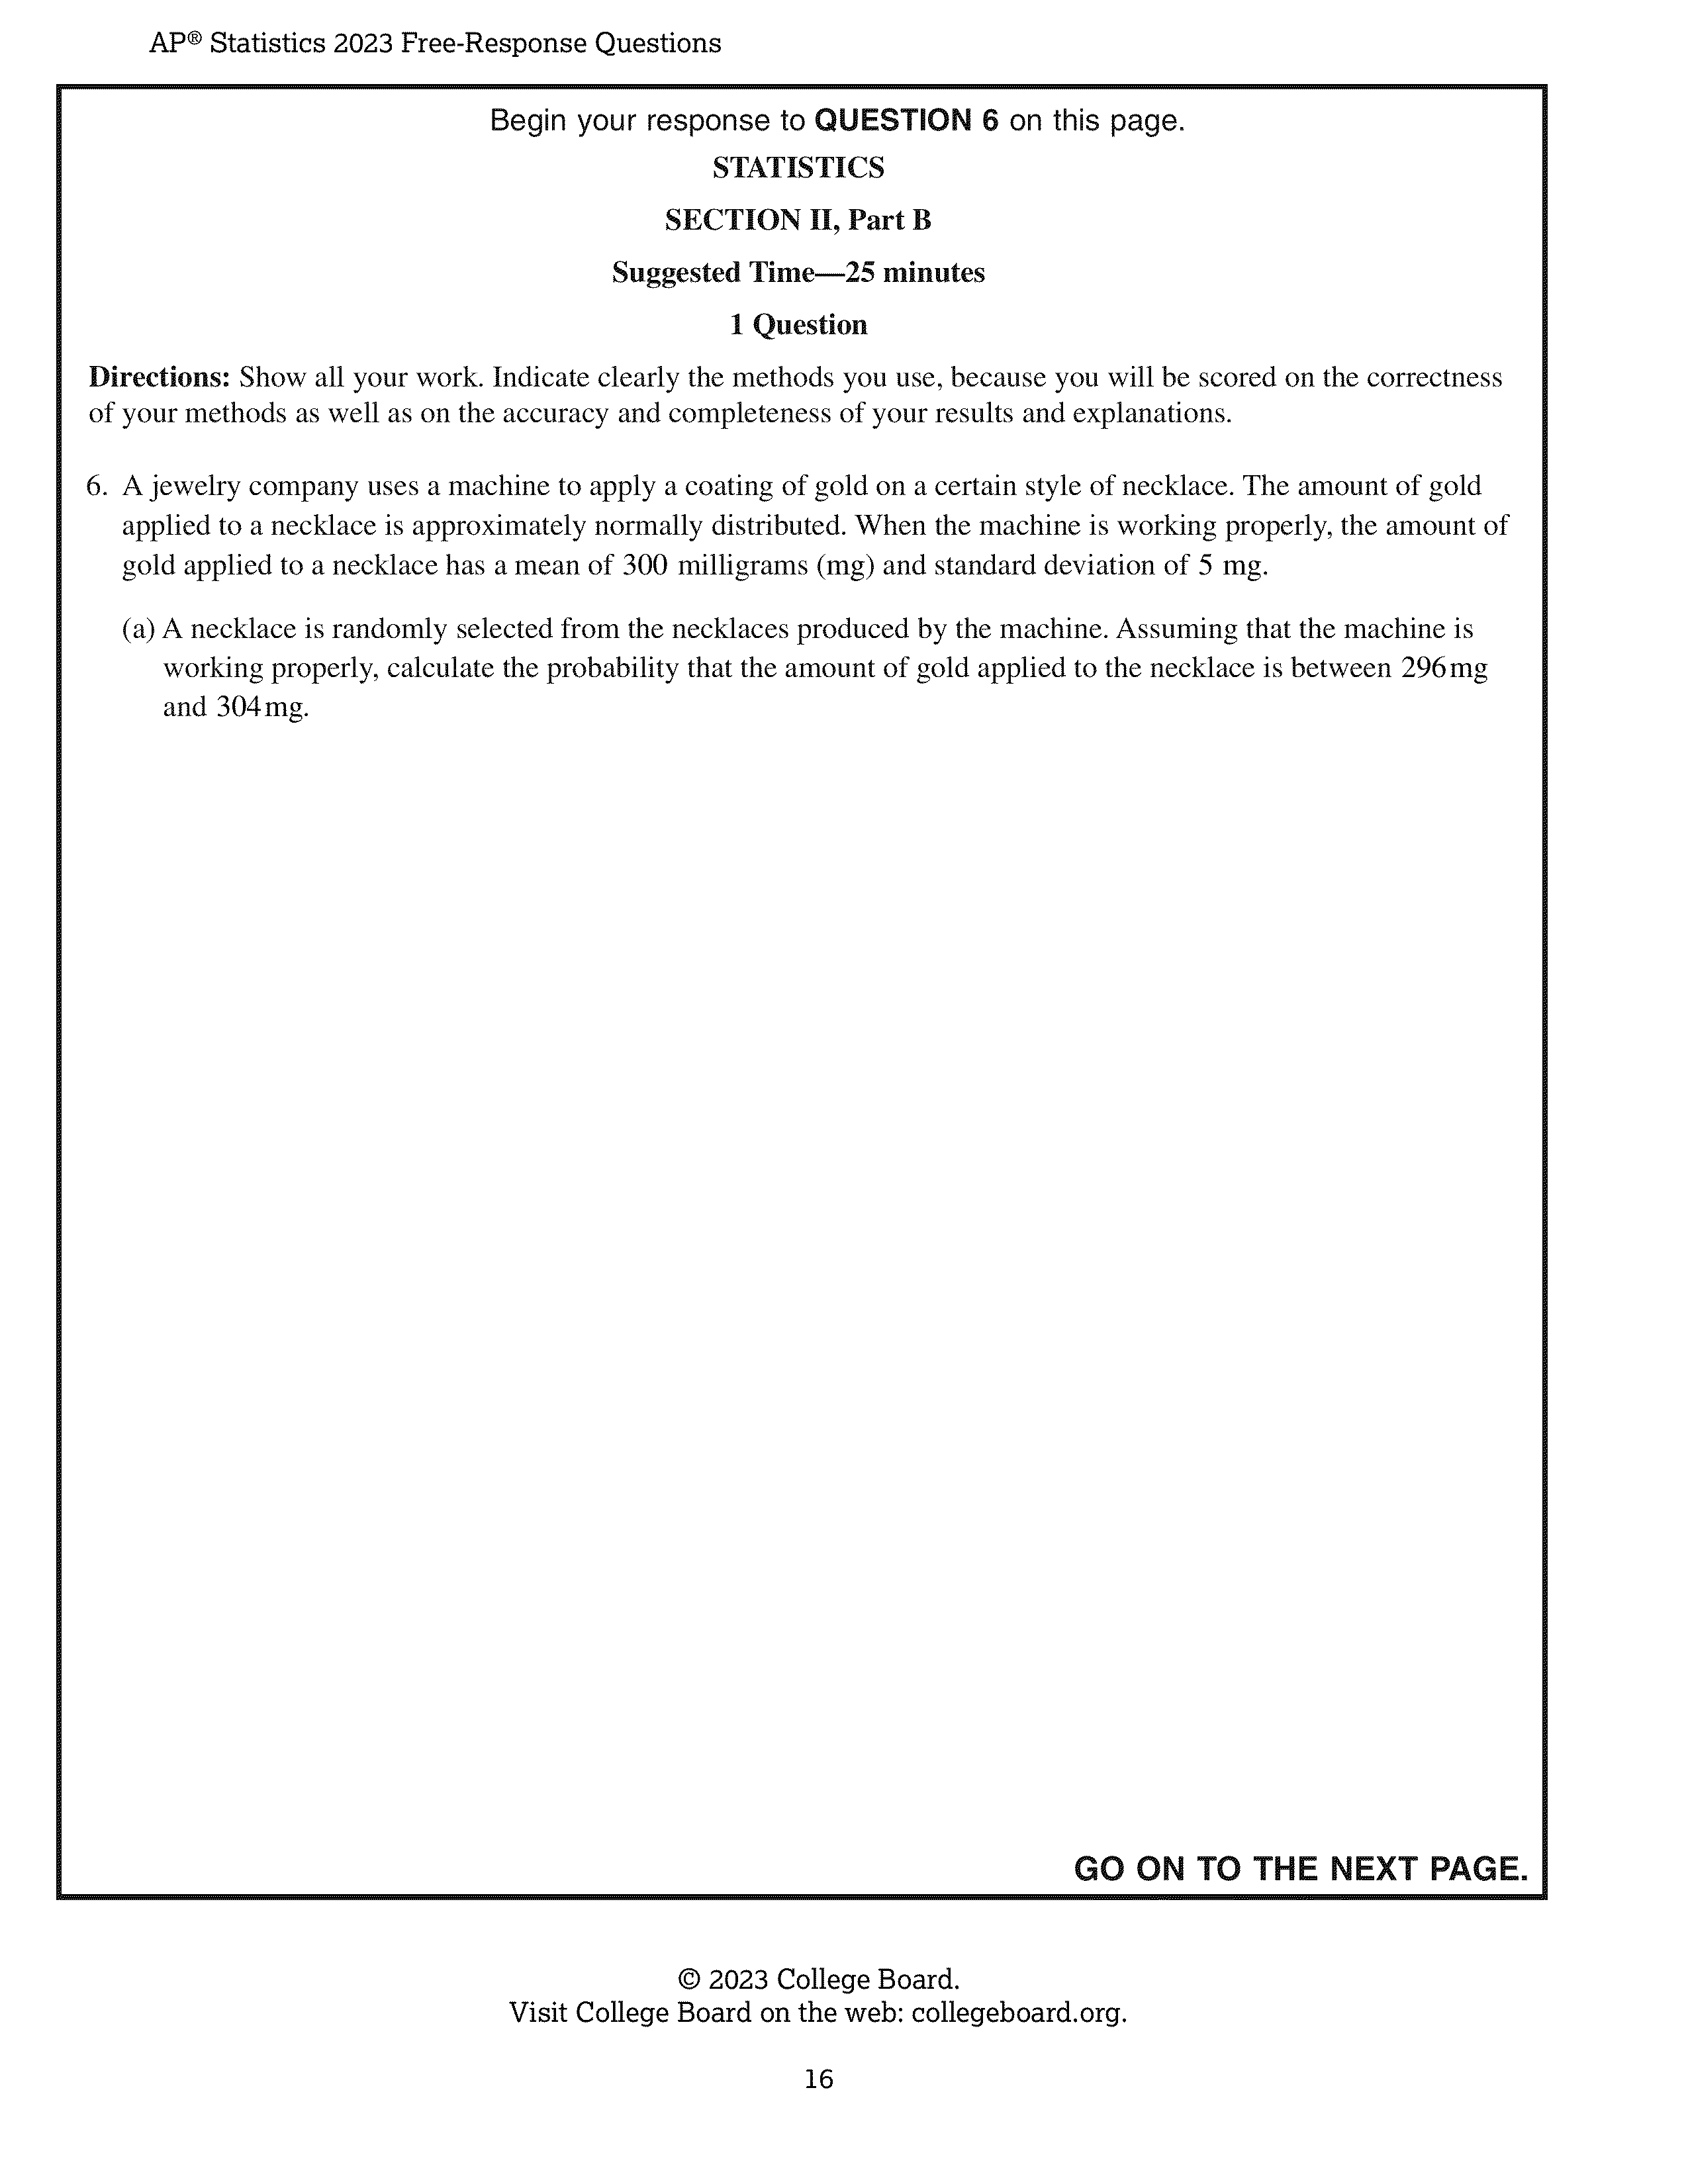 AP® Statistics 2023 Free-Response Questions
Begin your response to QUESTION 6 on this page.
STATISTICS
SECTION II, Part B
Suggested Time—25 minutes
1 Question
Directions: Show all your work. Indicate clearly the methods you use, because you will be scored on the correctness
of your methods as well as on the accuracy and completeness of your results and explanations.
6. A jewelry company uses a machine to apply a coating of gold on a certain style of necklace. The amount of gold
applied to a necklace is approximately normally distributed. When the machine is working properly, the amount of
gold applied to a necklace has a mean of 300 milligrams (mg) and standard deviation of 5 mg.
(a) A necklace is randomly selected from the necklaces produced by the machine. Assuming that the machine is
working properly, calculate the probability that the amount of gold applied to the necklace is between 296 mg
and 304 mg.
GO ON TO THE NEXT PAGE.
© 2023 College Board.
Visit College Board on the web: collegeboard.org.
16